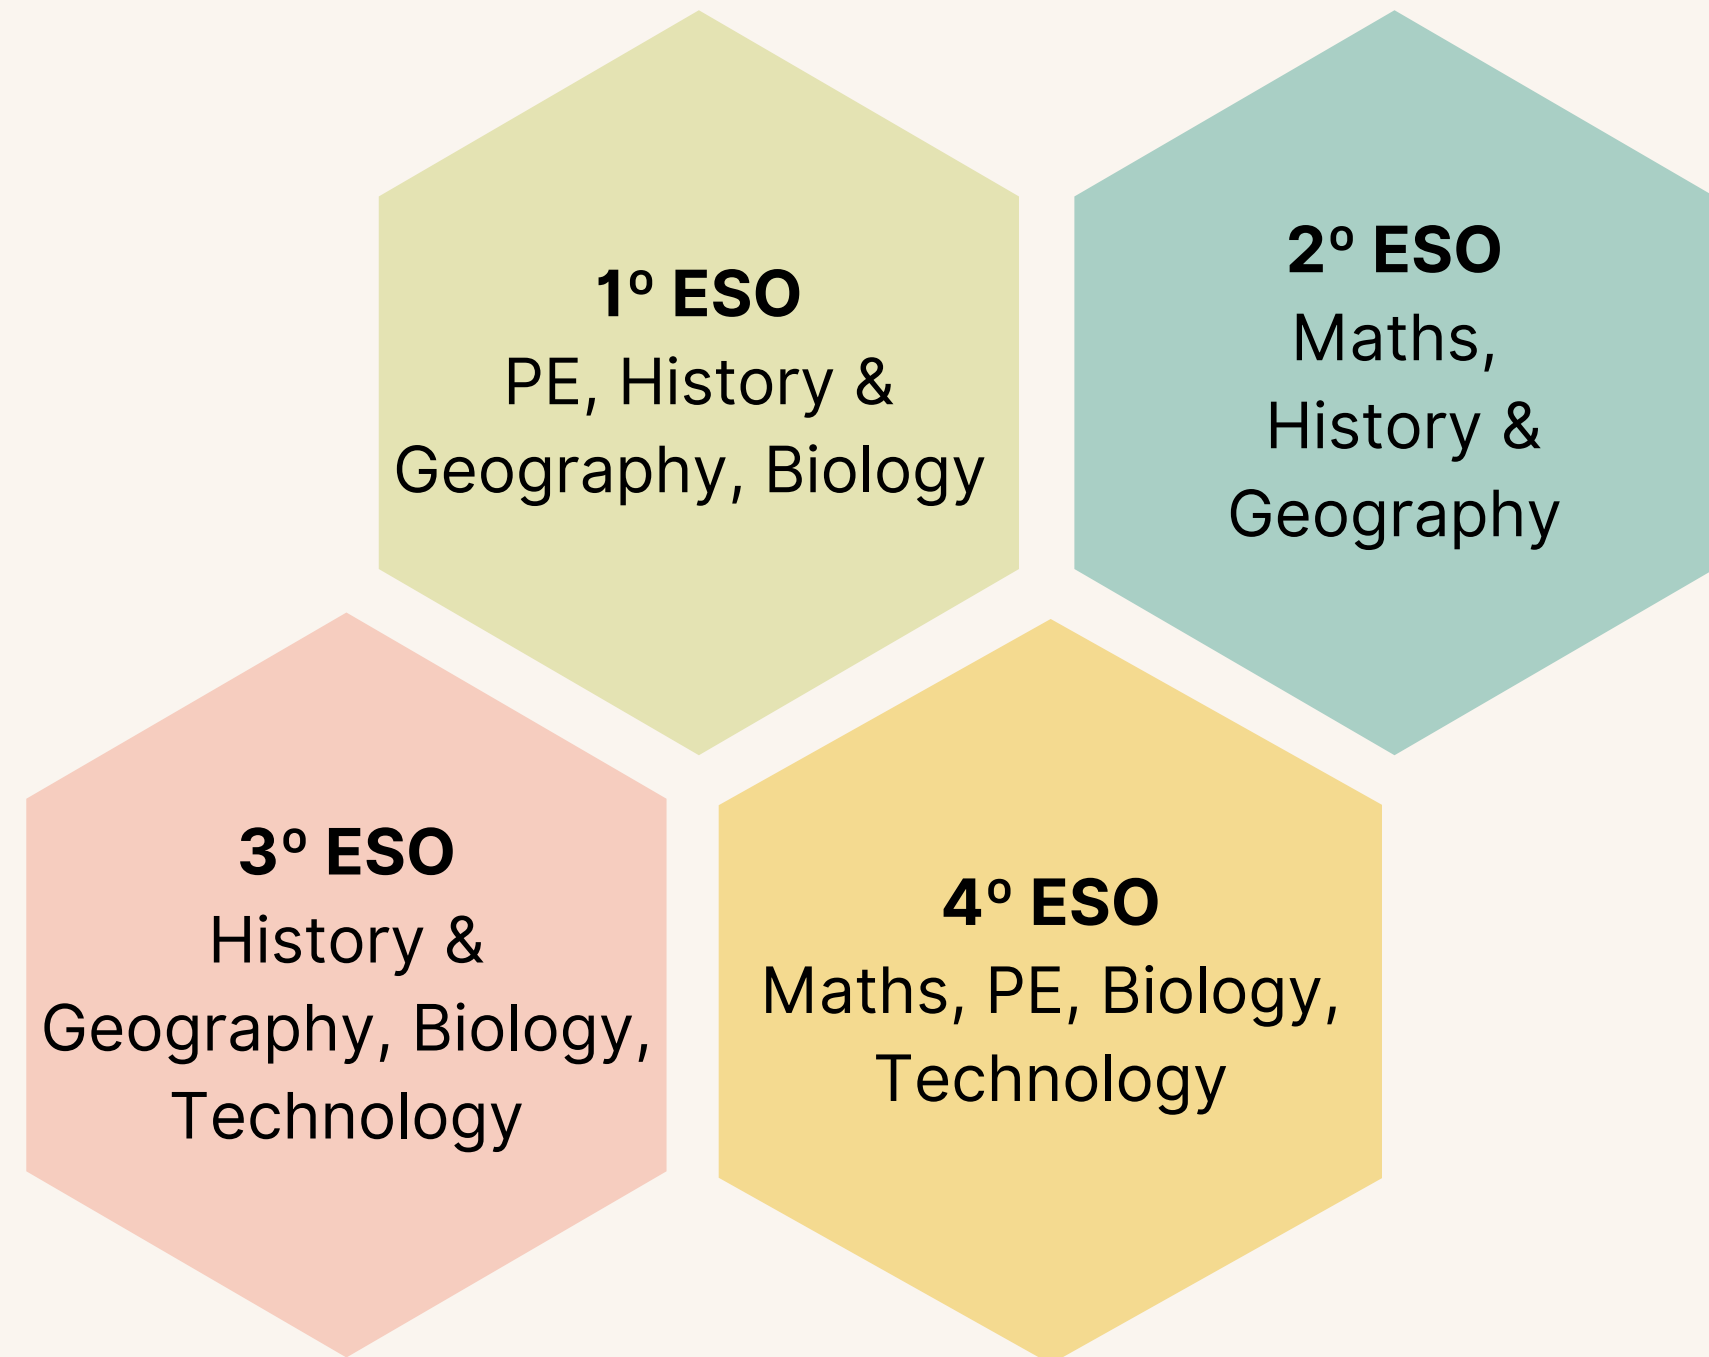 1º ESO
PE, History &
Geography, Biology
2º ESO
Maths,
History &
Geography
3º ESO
History &
Geography, Biology,
Technology
4º ESO
Maths, PE, Biology,
Technology